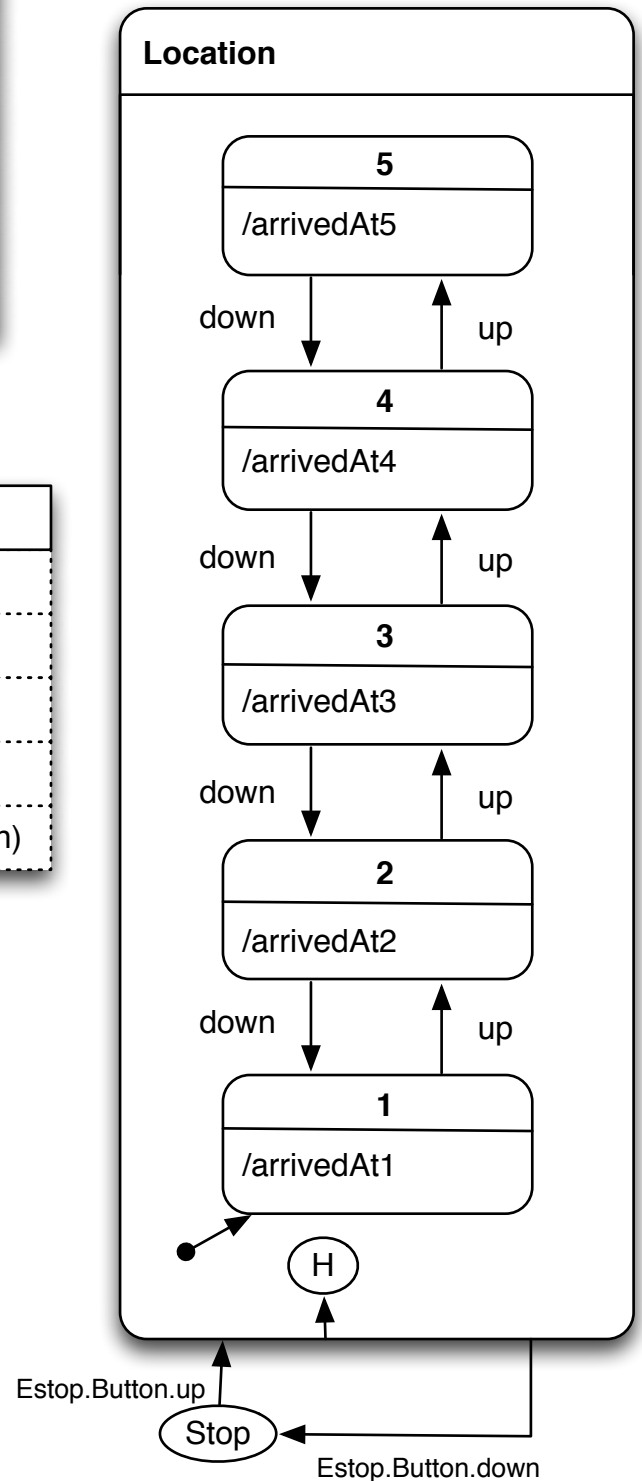 Location
5
/arrivedAt5
down
up
4
/arrivedAt4
down
up
3
/arrivedAt3
down
up
n)
2
/arrivedAt2
down
up
1
/arrivedAt1
H
Estop.Button.up
Stop
Estop.Button.down